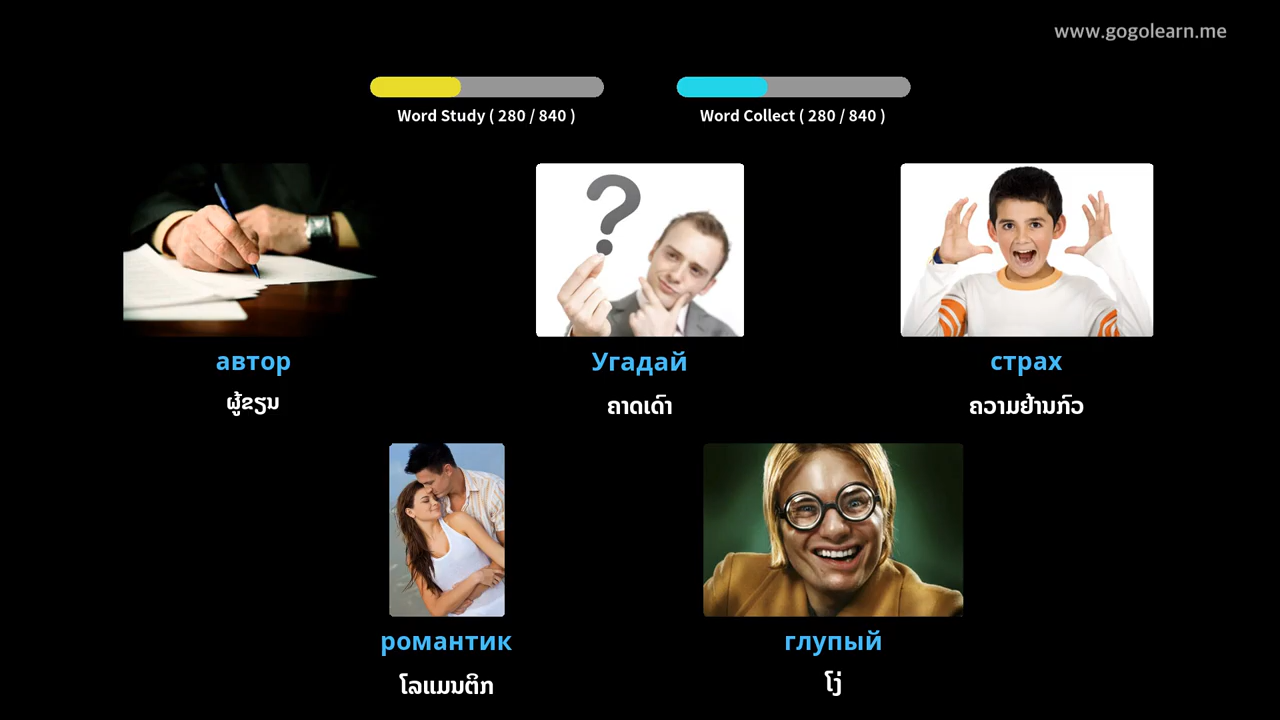 www.gogolearn.me
Word Study ( 280 / 840 )
Word Collect ( 280 / 840 )
автор
Угадай
страх
ຜູ້ຂຽນ
ຄາດເດົາ
ຄວາມຢ້ານກົວ
романтик
глупый
ໂລແມນຕິກ
ໂງ່